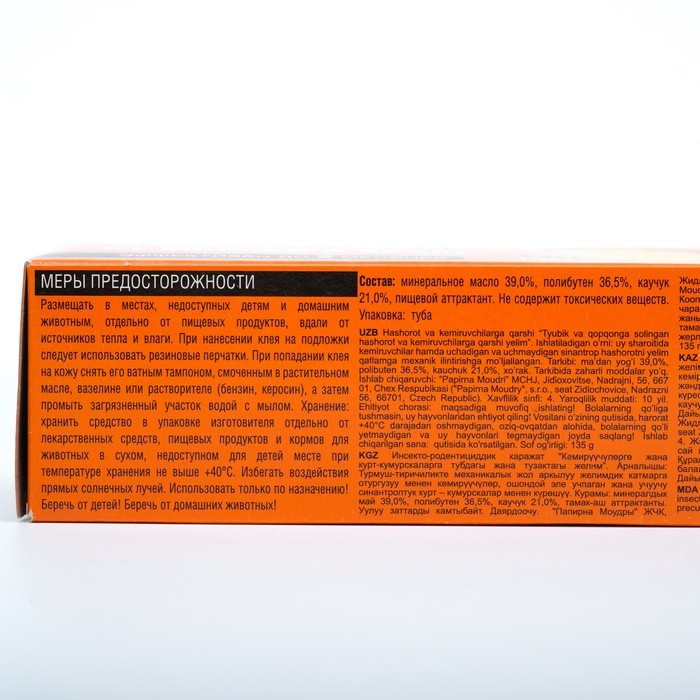 МЕРЫ ПРЕДОСТОРОЖНОСТИ
Размещать в местах, недоступных детям и домашним
животным, отдельно от пищевых продуктов, вдали от
источников тепла и влаги. При нанесении клея на подложки
следует использовать резиновые перчатки. При попадании клея
на кожу снять его ватным тампоном, смоченным в растительном
масле, вазелине или растворителе (бензин, керосин), а затем
промыть загрязненный участок водой с мылом. Хранение:
хранить средство в упаковке изготовителя отдельно от
лекарственных средств, пищевых продуктов и кормов для
животных в сухом, недоступном для детей месте при
температуре хранения не выше +40°С. Избегать воздействия
прямых солнечных лучей. Использовать только по назначению!
Беречь от детей! Беречь от домашних животных!
Состав: минеральное масло 39,0%, полибутен 36,5%, каучук
21,0%, пищевой аттрактант. Не содержит токсических веществ.
Упаковка: туба
UZB Hashorot va kemiruvchilarga qarshi "Tyubik va qopqonga solingan
hashorot va kemiruvchilarga qarshi yelim". Ishlatiladigan o'rni: uy sharoitida
kemiruvchilar hamda uchadigan va uchmaydigan sinantrop hashorotni yelim
qatlamga mexanik ilintirishga mo'ljallangan. Tarkibi: ma'dan yog'i 39,0%,
polibuten 36,5%, kauchuk 21,0%, xo'rak. Tarkibida zaharli modalar yo'q.
Ishlab chiqaruvchi: "Papirna Moudri" MCHJ, Jidloxovitse, Nadrajni, 56, 667
01, Chex Respublikasi ("Papirna Moudry", s.r.o., seat Zidlochovice, Nadrazni
56, 66701, Czech Republic). Xavflilik sinfi: 4. Yaroqlilik muddati: 10 yil.
Ehitiyot chorasi: maqsadiga muvofiq ishlating! Bolalarning qo'liga
tushmasin, uy hayvonlaridan ehtiyot qiling! Vositani o'zining qutisida, harorat
+40°C darajadan oshmaydigan, oziq-ovqatdan alohida, bolalarning qo'li
yetmaydigan va uy hayvonlari tegmaydigan joyda saqlang! Ishlab
chiqarilgan sana: qutisida ko'rsatilgan. Sof og'irligi: 135 g
KGZ Инсекто-родентициддик каражат "Кемирүүчүлөргө жана
курт-кумурскаларга тубдагы жана тузактагы желим". Арналышы:
Турмуш-тиричиликте механикалык жол аркылуу желимдик катмарга
отургузуу менен кемирүүчүлөр, ошондой эле учпаган жана учуучу
синантроптук курт – кумурскалар менен күрөшүү. Курамы: минералдык
май 39,0%, полибутен 36,5%, каучук 21,0%, тамак-аш аттрактанты.
Уулуу заттарды камтыбайт. Даярдоочу. "Папирна Моудры" ЖЧК,
135 г
KAZ
seat
4.
MDA
insect
precu